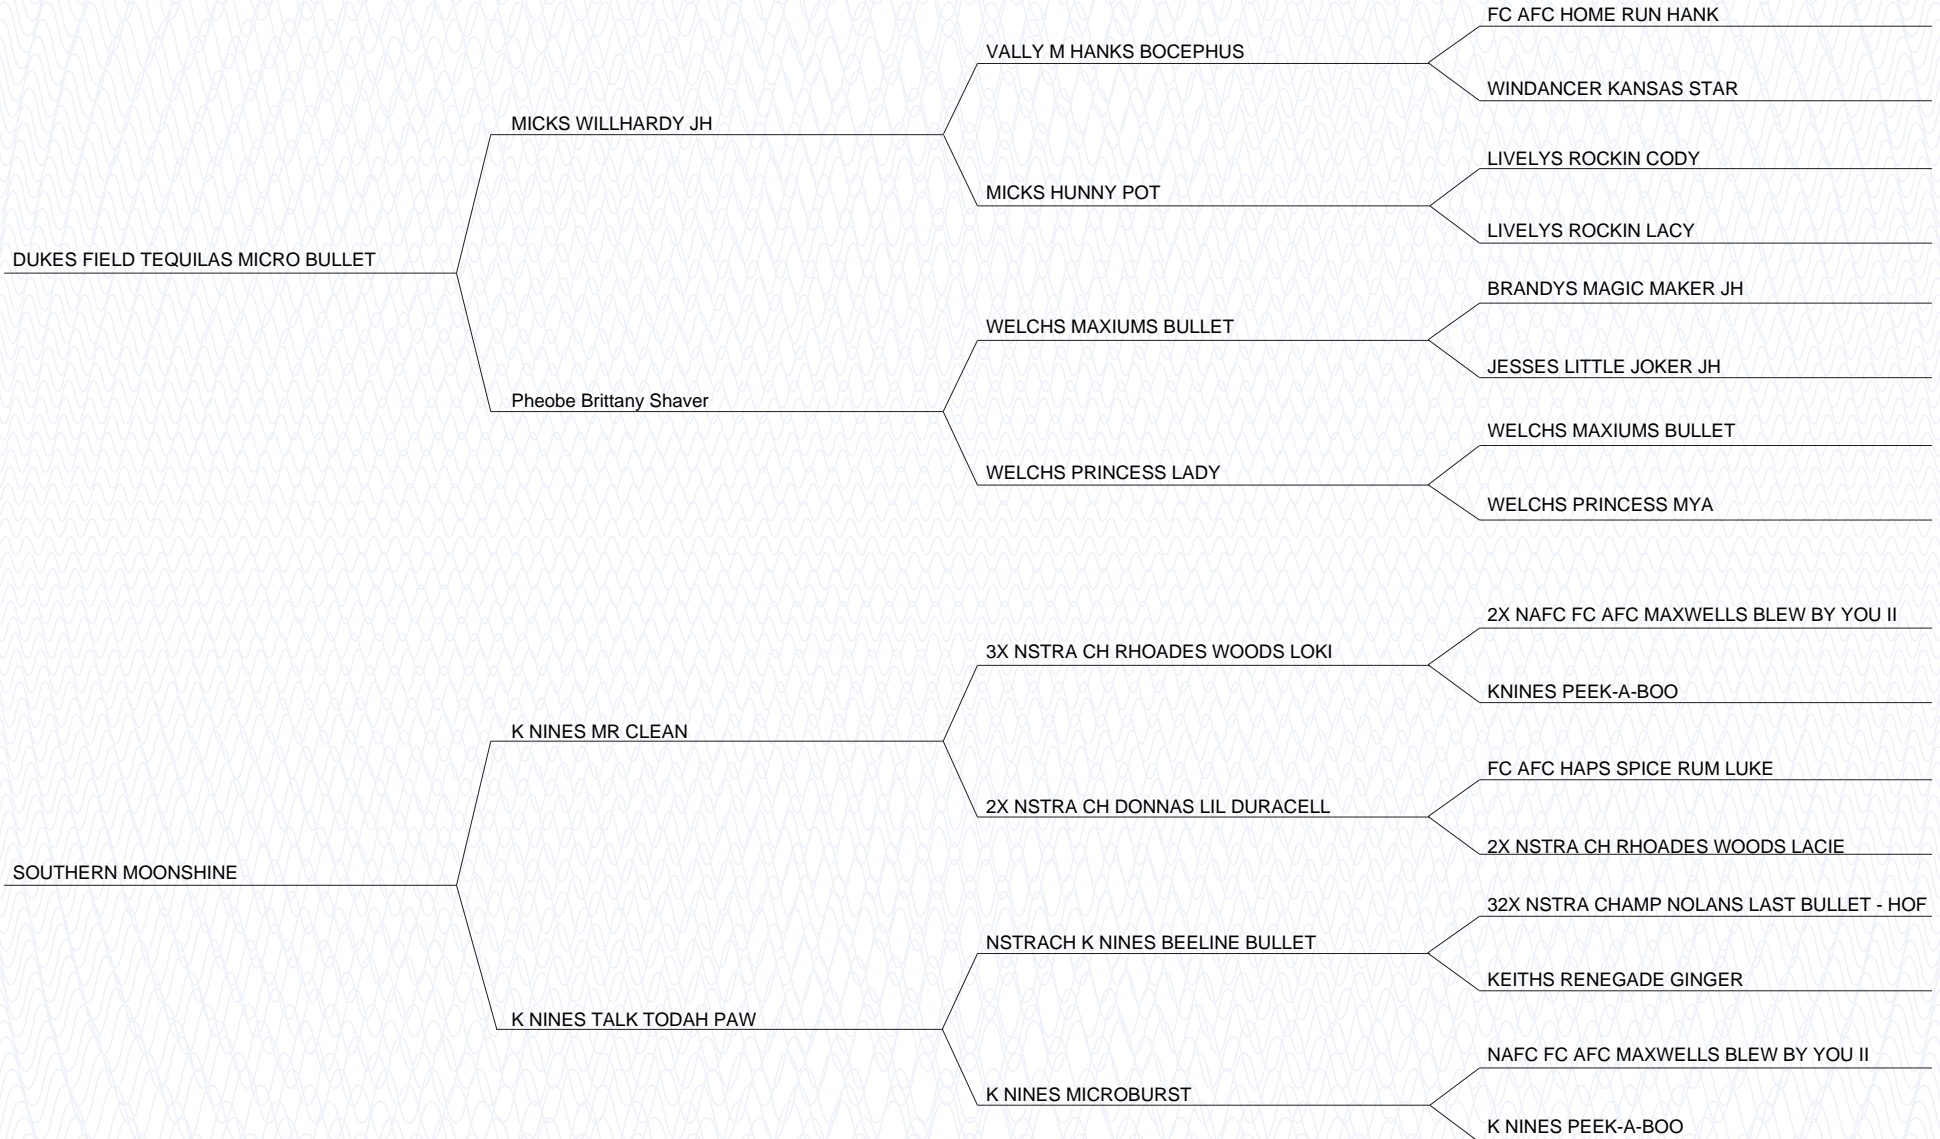 FC AFC HOME RUN HANK
VALLY M HANKS BOCEPHUS
WINDANCER KANSAS STAR
MICKS WILLHARDY JH
LIVELYS ROCKIN CODY
MICKS HUNNY POT
LIVELYS ROCKIN LACY
DUKES FIELD TEQUILAS MICRO BULLET
BRANDYS MAGIC MAKER JH
WELCHS MAXIUMS BULLET
JESSES LITTLE JOKER JH
Pheobe Brittany Shaver
WELCHS MAXIUMS BULLET
WELCHS PRINCESS LADY
WELCHS PRINCESS MYA
2X NAFC FC AFC MAXWELLS BLEW BY YOU II
3X NSTRA CH RHOADES WOODS LOKI
KNINES PEEK-A-BOO
K NINES MR CLEAN
FC AFC HAPS SPICE RUM LUKE
2X NSTRA CH DONNAS LIL DURACELL
2X NSTRA CH RHOADES WOODS LACIE
SOUTHERN MOONSHINE
32X NSTRA CHAMP NOLANS LAST BULLET - HOF
NSTRACH K NINES BEELINE BULLET
KEITHS RENEGADE GINGER
K NINES TALK TODAH PAW
NAFC FC AFC MAXWELLS BLEW BY YOU II
K NINES MICROBURST
K NINES PEEK-A-BOO